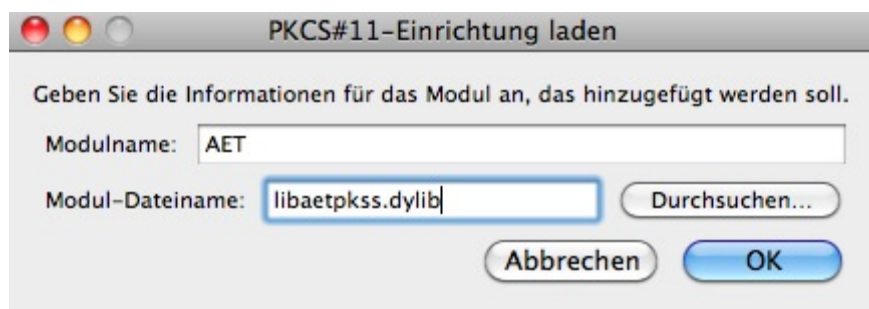 PKCS#11-Einrichtung laden
Geben Sie die Informationen für das Modul an, das hinzugefügt werden soll.
Modulname: AET
Modul-Dateiname: libaetpkss.dylib Durchsuchen...
Abbrechen OK